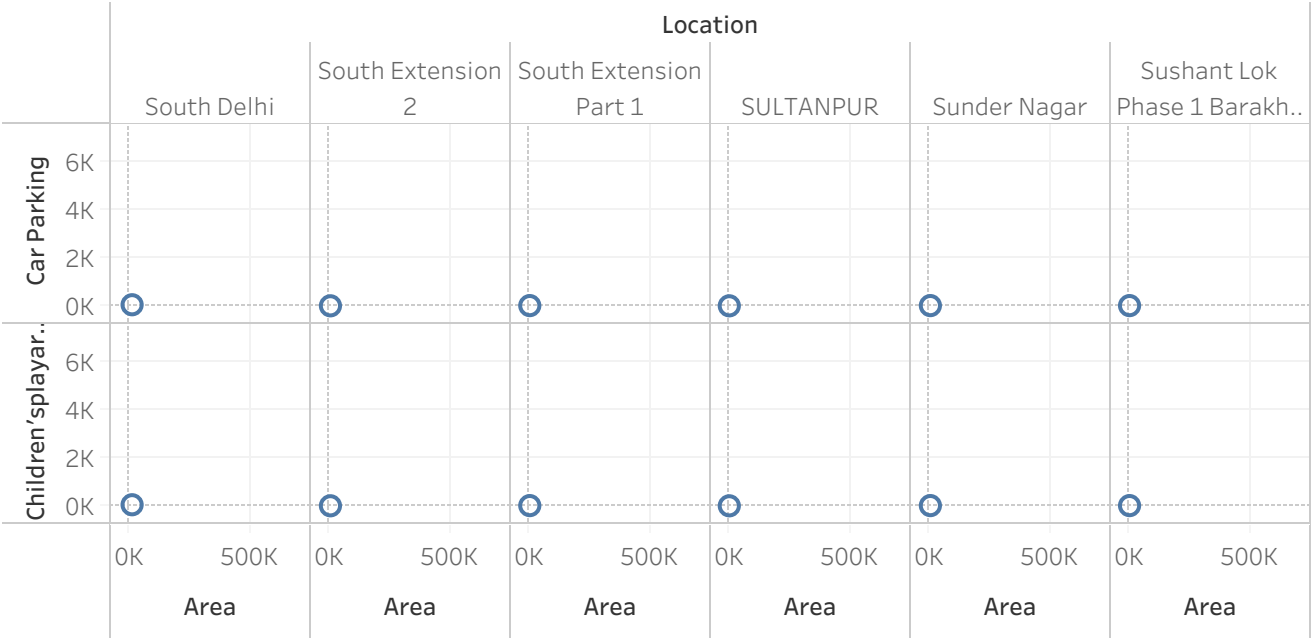 Location
South Delhi
South Extension
2
South Extension
Part 1
SULTANPUR
Sunder Nagar
Sushant Lok
Phase 1 Barakh..
Car Parking
6K
4K
2K
0K
Children'splayar..
6K
4K
2K
0K
0K 500K 0K 500K 0K 500K 0K 500K 0K 500K 0K 500K
Area Area Area Area Area Area